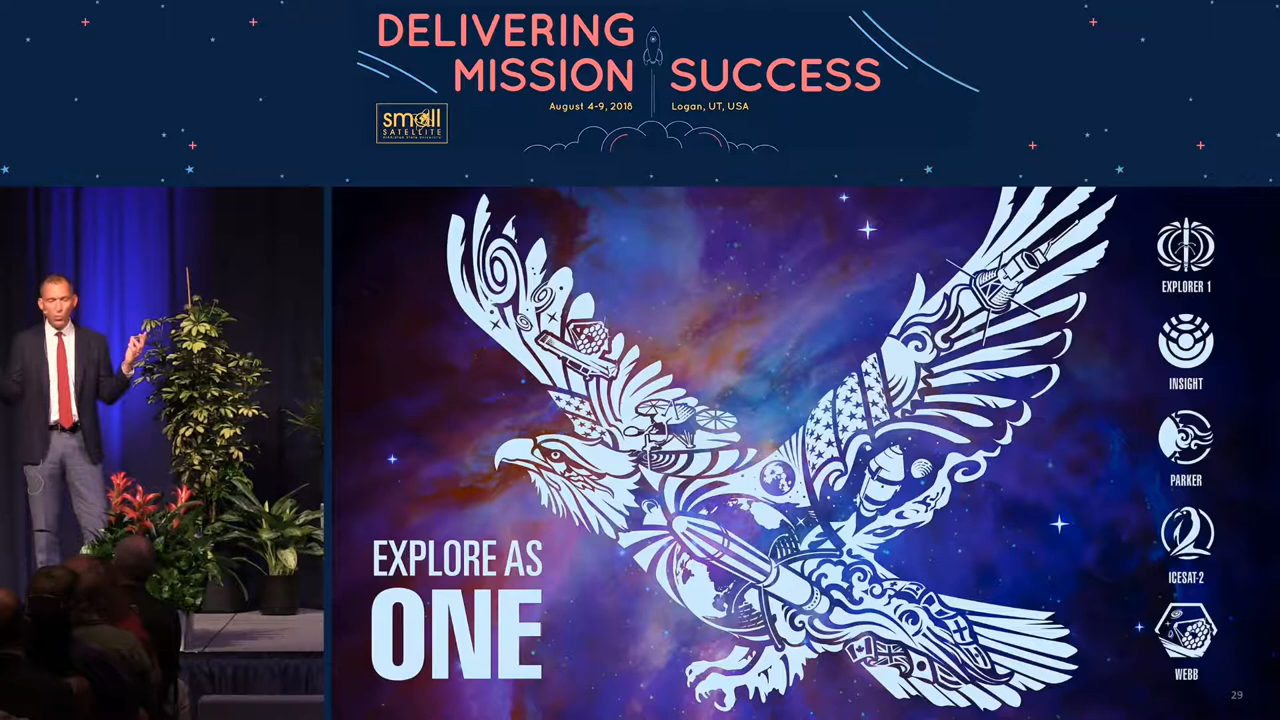 DELIVERING
MISSION SUCCESS
August 4-9, 2018 Logan, UT, USA
small
SATELLITE
EXPLORE AS
ONE
EXPLORER 1
INSIGHT
PARKER
ICESAT-2
WEBB
29